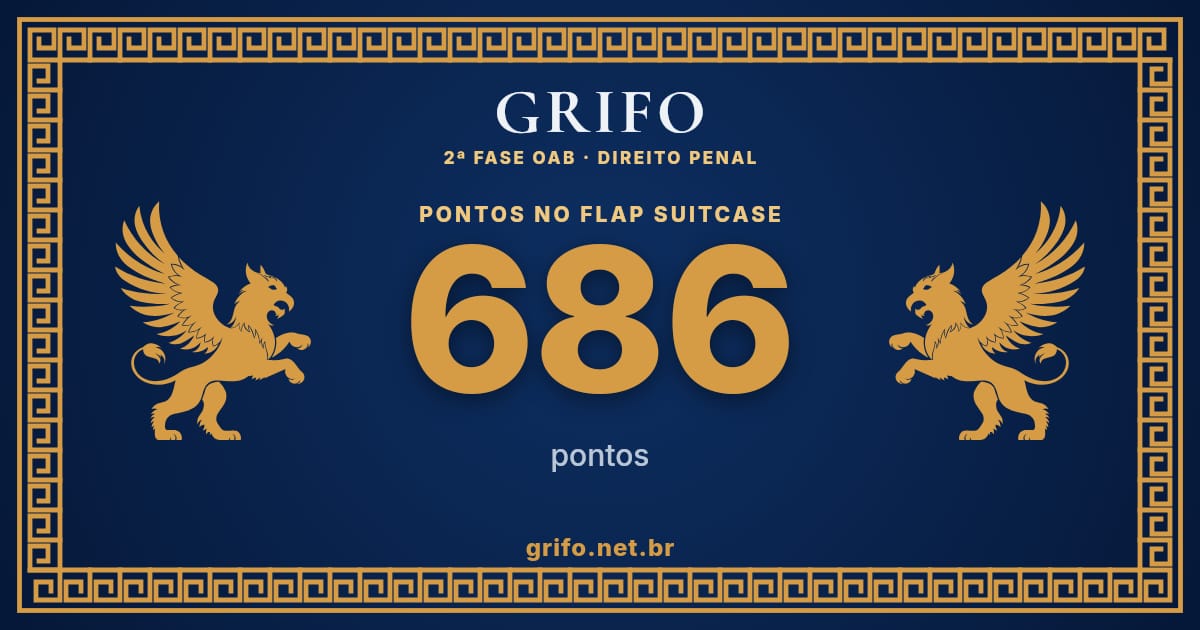 GRIFO
2ª FASE OAB · DIREITO PENAL
PONTOS NO FLAP SUITCASE
686
pontos
grifo.net.br